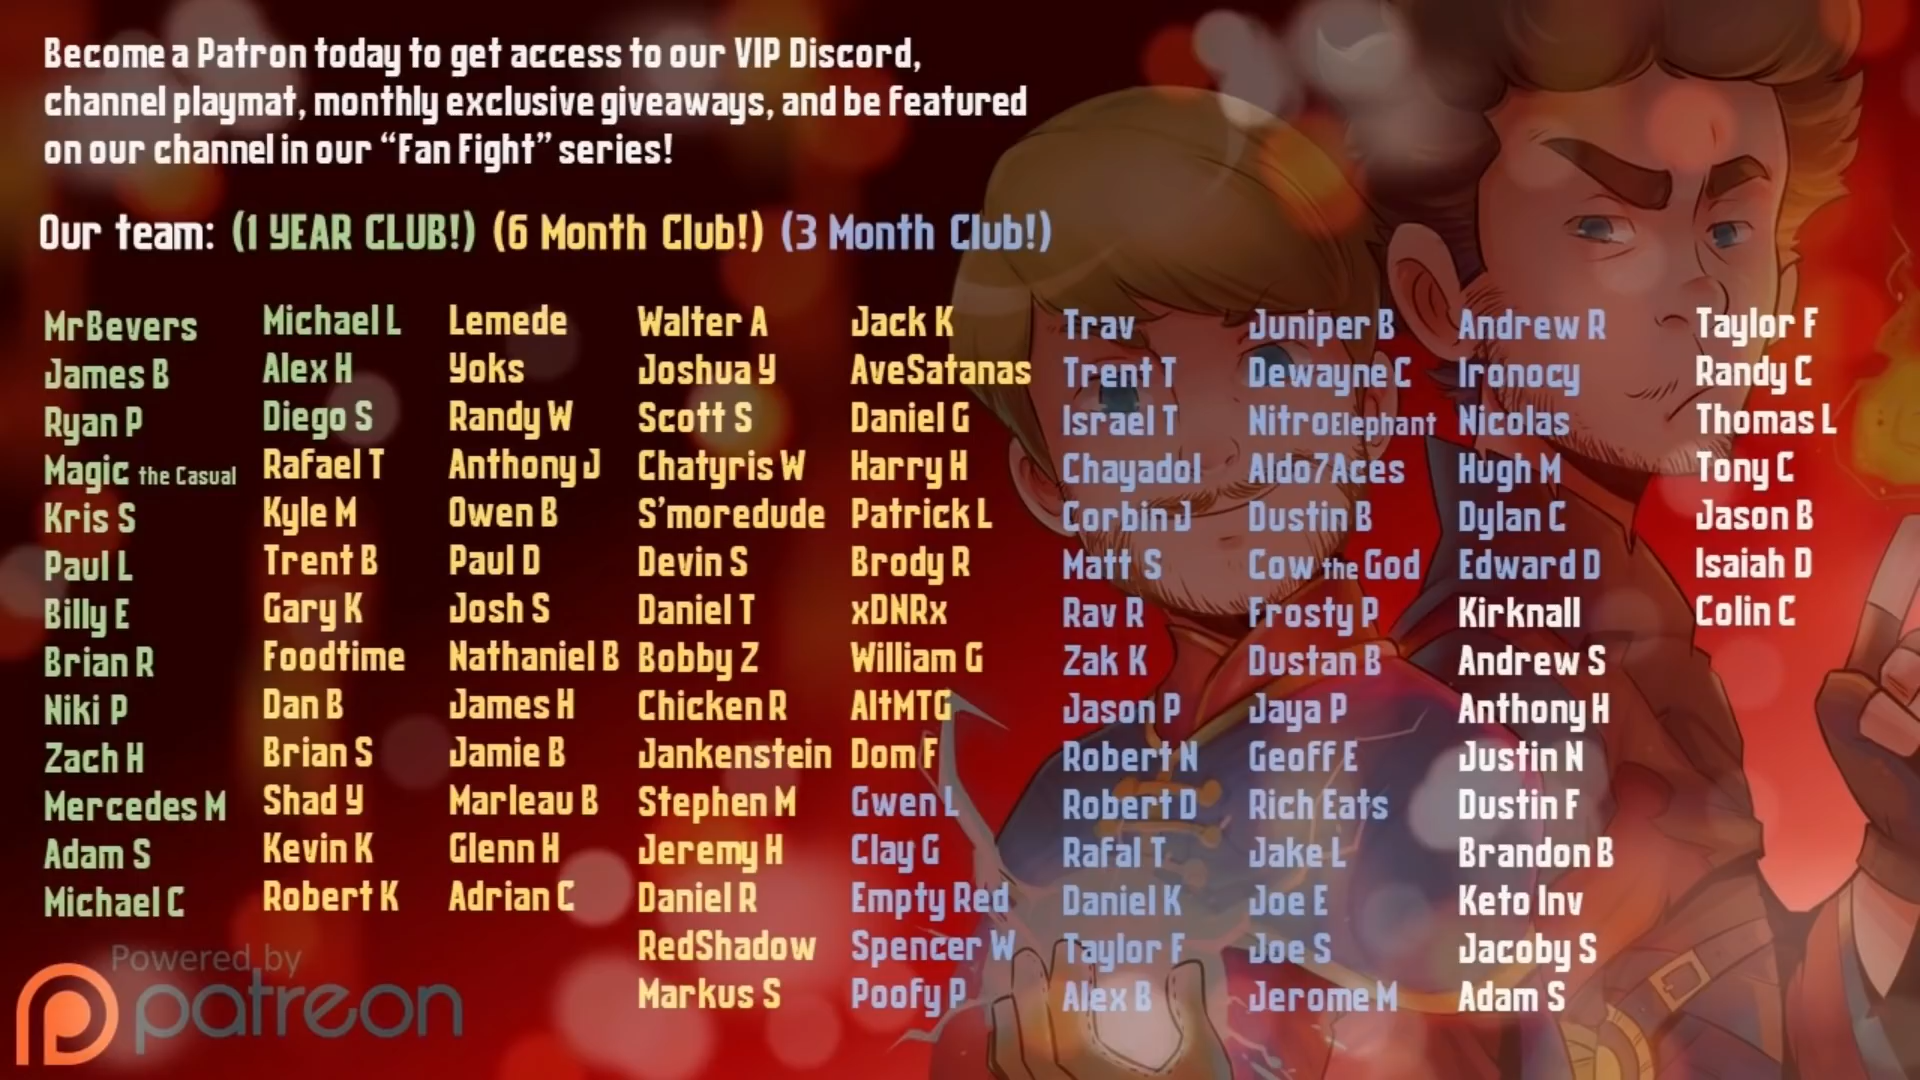 Become a Patron today to get access to our VIP Discord,
channel playmat, monthly exclusive giveaways, and be featured
on our channel in our “Fan Fight” series!
Our team: (1 YEAR CLUB!) (6 Month Club!) (3 Month Club!)
MrBevers
James B
Ryan P
Magic the Casual
Kris S
Paul L
Billy E
Brian R
Niki P
Zach H
Mercedes M
Adam S
Michael C
Michael L
Alex H
Diego S
Rafael T
Kyle M
Trent B
Gary K
Foodtime
Dan B
Brian S
Shad Y
Kevin K
Robert K
Lemede
Yoks
Randy W
Anthony J
Owen B
Paul D
Josh S
Nathaniel B
James H
Jamie B
Marleau B
Glenn H
Adrian C
Walter A
Joshua Y
Scott S
Chatyris W
S’moredude
Devin S
Daniel T
Bobby Z
Chicken R
Jankenstein
Stephen M
Jeremy H
Daniel R
RedShadow
Markus S
Jack K
AveSatanas
Daniel G
Harry H
Patrick L
Brody R
xDNRx
William G
AltMTG
Dom F
Gwen L
Clay G
Empty Red
Spencer W
Poofy P
Trav
Trent T
Israel T
Chayadol
Corbin J
Matt S
Rav R
Zak K
Jason P
Robert N
Robert D
Rafal T
Daniel K
Taylor F
Alex B
Juniper B
Dewayne C
NitroElephant
Aldo7Aces
Dustin B
Cow the God
Frosty P
Dustan B
Jaya P
Geoff E
Rich Eats
Jake L
Joe E
Joe S
Jerome M
Andrew R
Ironocy
Nicolas
Hugh M
Dylan C
Edward D
Kirknall
Andrew S
Anthony H
Justin N
Dustin F
Brandon B
Keto Inv
Jacoby S
Adam S
Taylor F
Randy C
Thomas L
Tony C
Jason B
Isaiah D
Colin C
Powered by
patreon